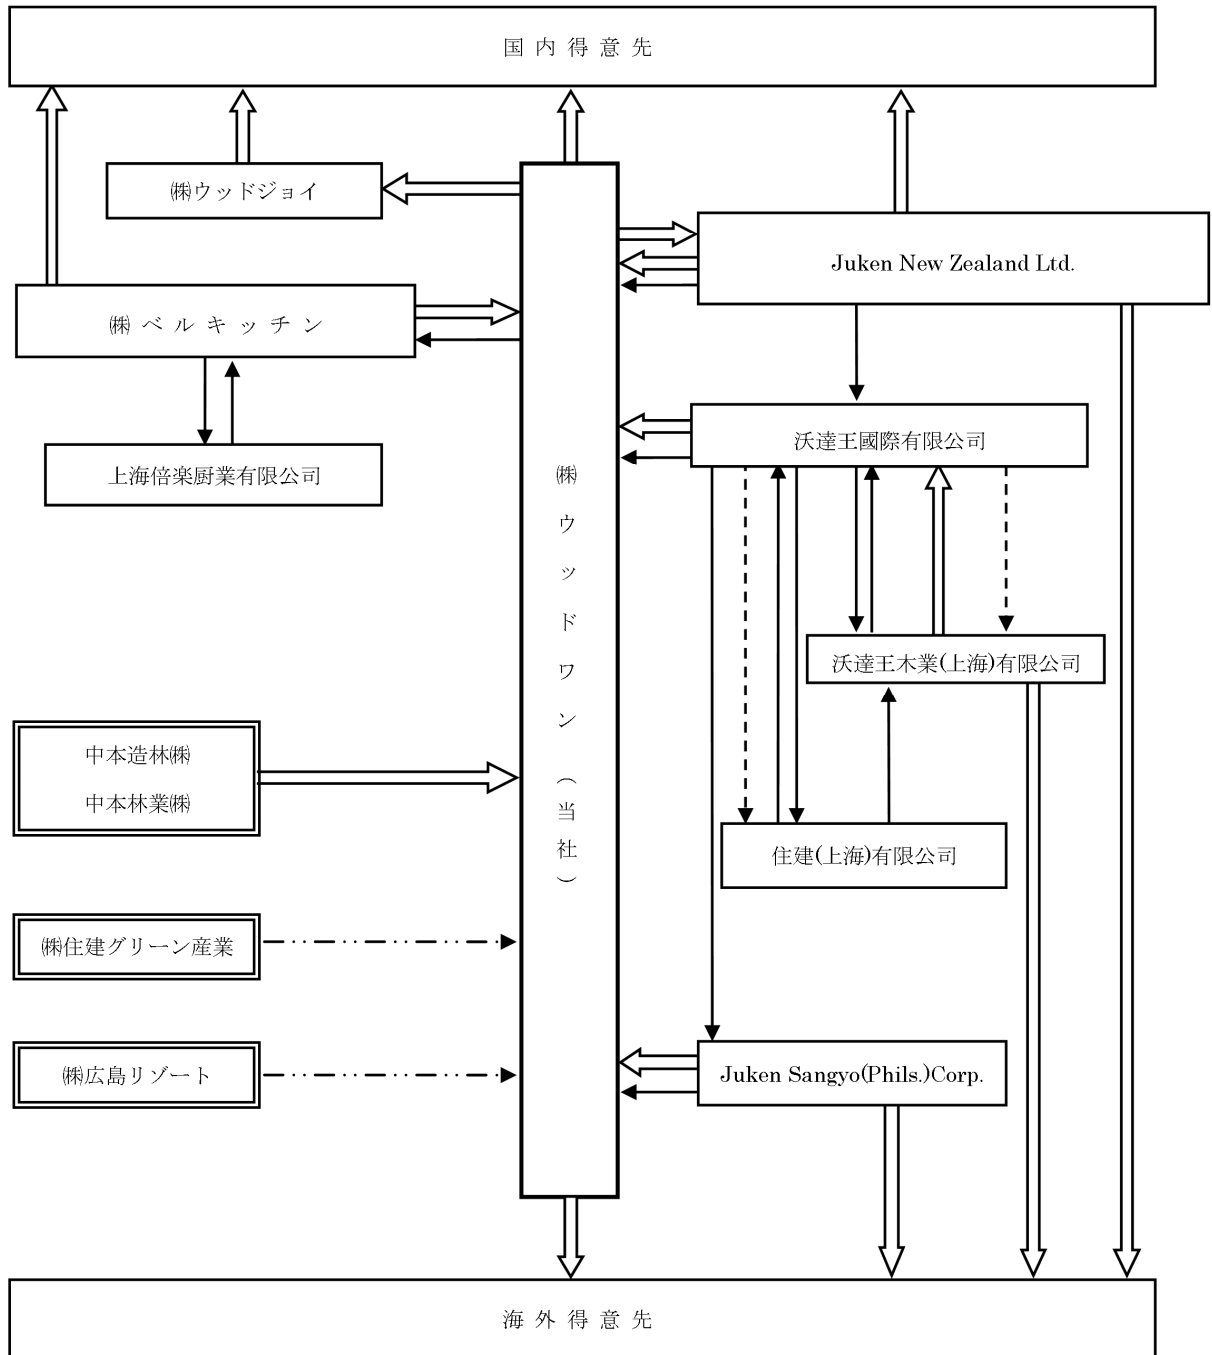 国内得意先
㈱ウッドジョイ
Juken New Zealand Ltd.
㈱ベルキッチン
沃達王國際有限公司
上海倍楽厨業有限公司
㈱ウッドワン(当社)
沃達王木業(上海)有限公司
中本造林㈱
中本林業㈱
住建(上海)有限公司
㈱住建グリーン産業
㈱広島リゾート
Juken Sangyo(Phils.)Corp.
海外得意先